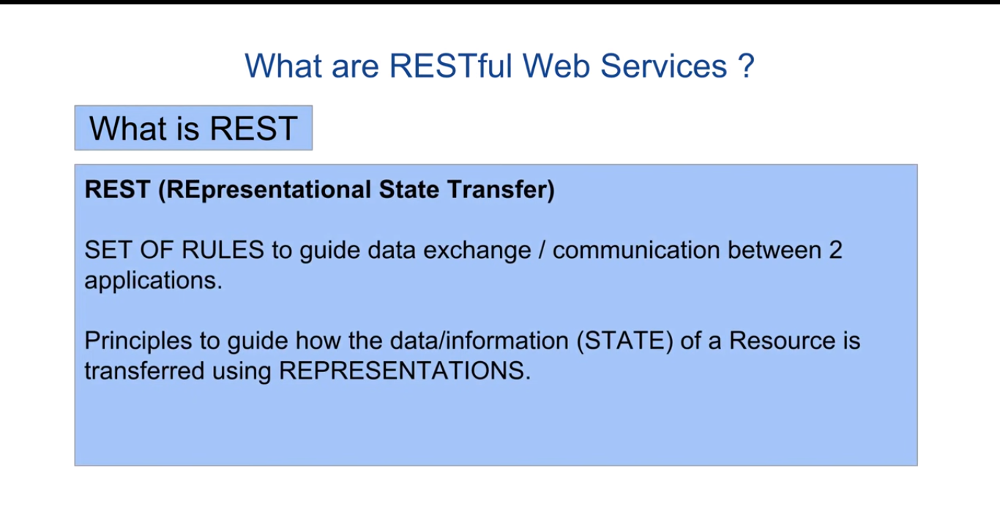 What are RESTful Web Services ?
What is REST
REST (REpresentational State Transfer)
SET OF RULES to guide data exchange / communication between 2
applications.
Principles to guide how the data/information (STATE) of a Resource is
transferred using REPRESENTATIONS.